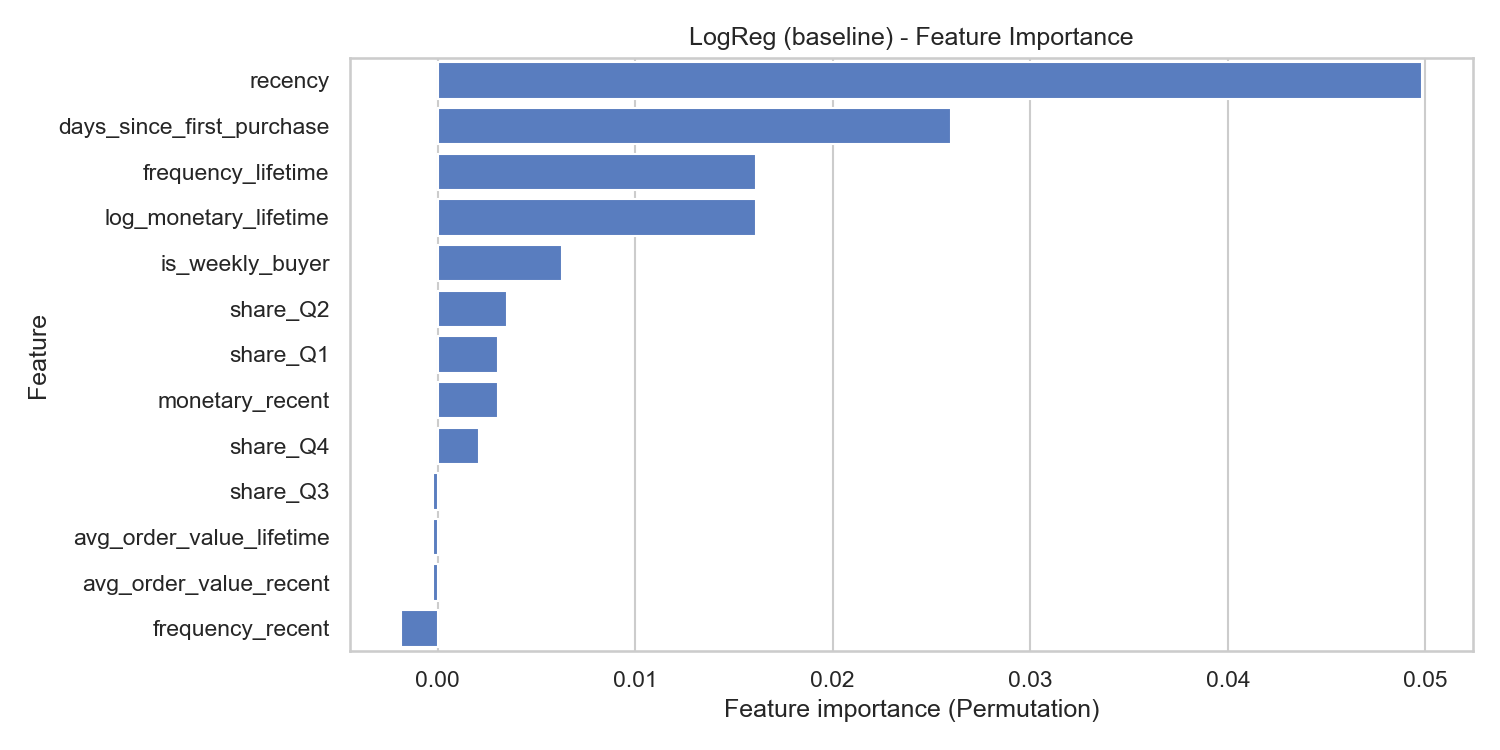 LogReg (baseline) - Feature Importance
Feature
recency
days_since_first_purchase
frequency_lifetime
log_monetary_lifetime
is_weekly_buyer
share_Q2
share_Q1
monetary_recent
share_Q4
share_Q3
avg_order_value_lifetime
avg_order_value_recent
frequency_recent
0.00 0.01 0.02 0.03 0.04 0.05
Feature importance (Permutation)